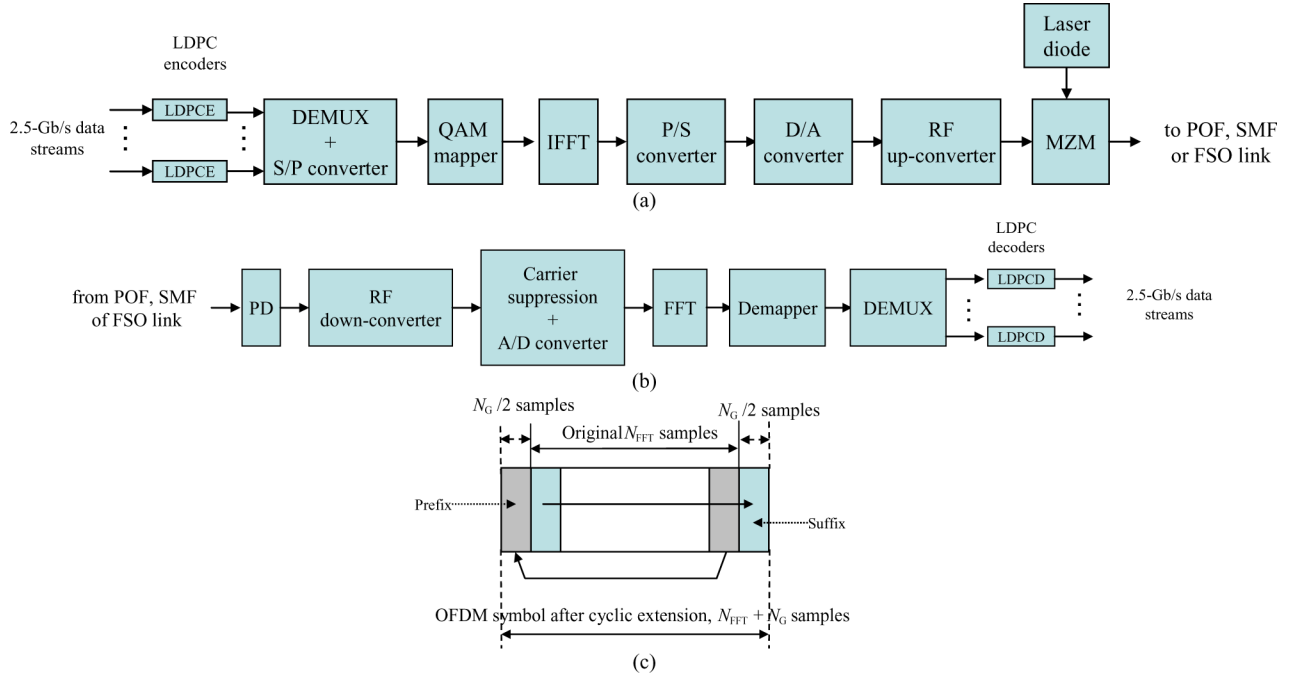 Laser
diode
LDPC
encoders
2.5-Gb/s data
streams
LDPCE
LDPCE
DEMUX
+
S/P converter
QAM
mapper
IFFT
P/S
converter
D/A
converter
RF
up-converter
MZM
to POF, SMF
or FSO link
(a)
from POF, SMF
of FSO link
PD
RF
down-converter
Carrier
suppression
+
A/D converter
FFT
Demapper
DEMUX
LDPC
decoders
LDPCD
LDPCD
2.5-Gb/s data
streams
(b)
N_G /2 samples
Original N_FFT samples
N_G /2 samples
Prefix
Suffix
OFDM symbol after cyclic extension, N_FFT + N_G samples
(c)